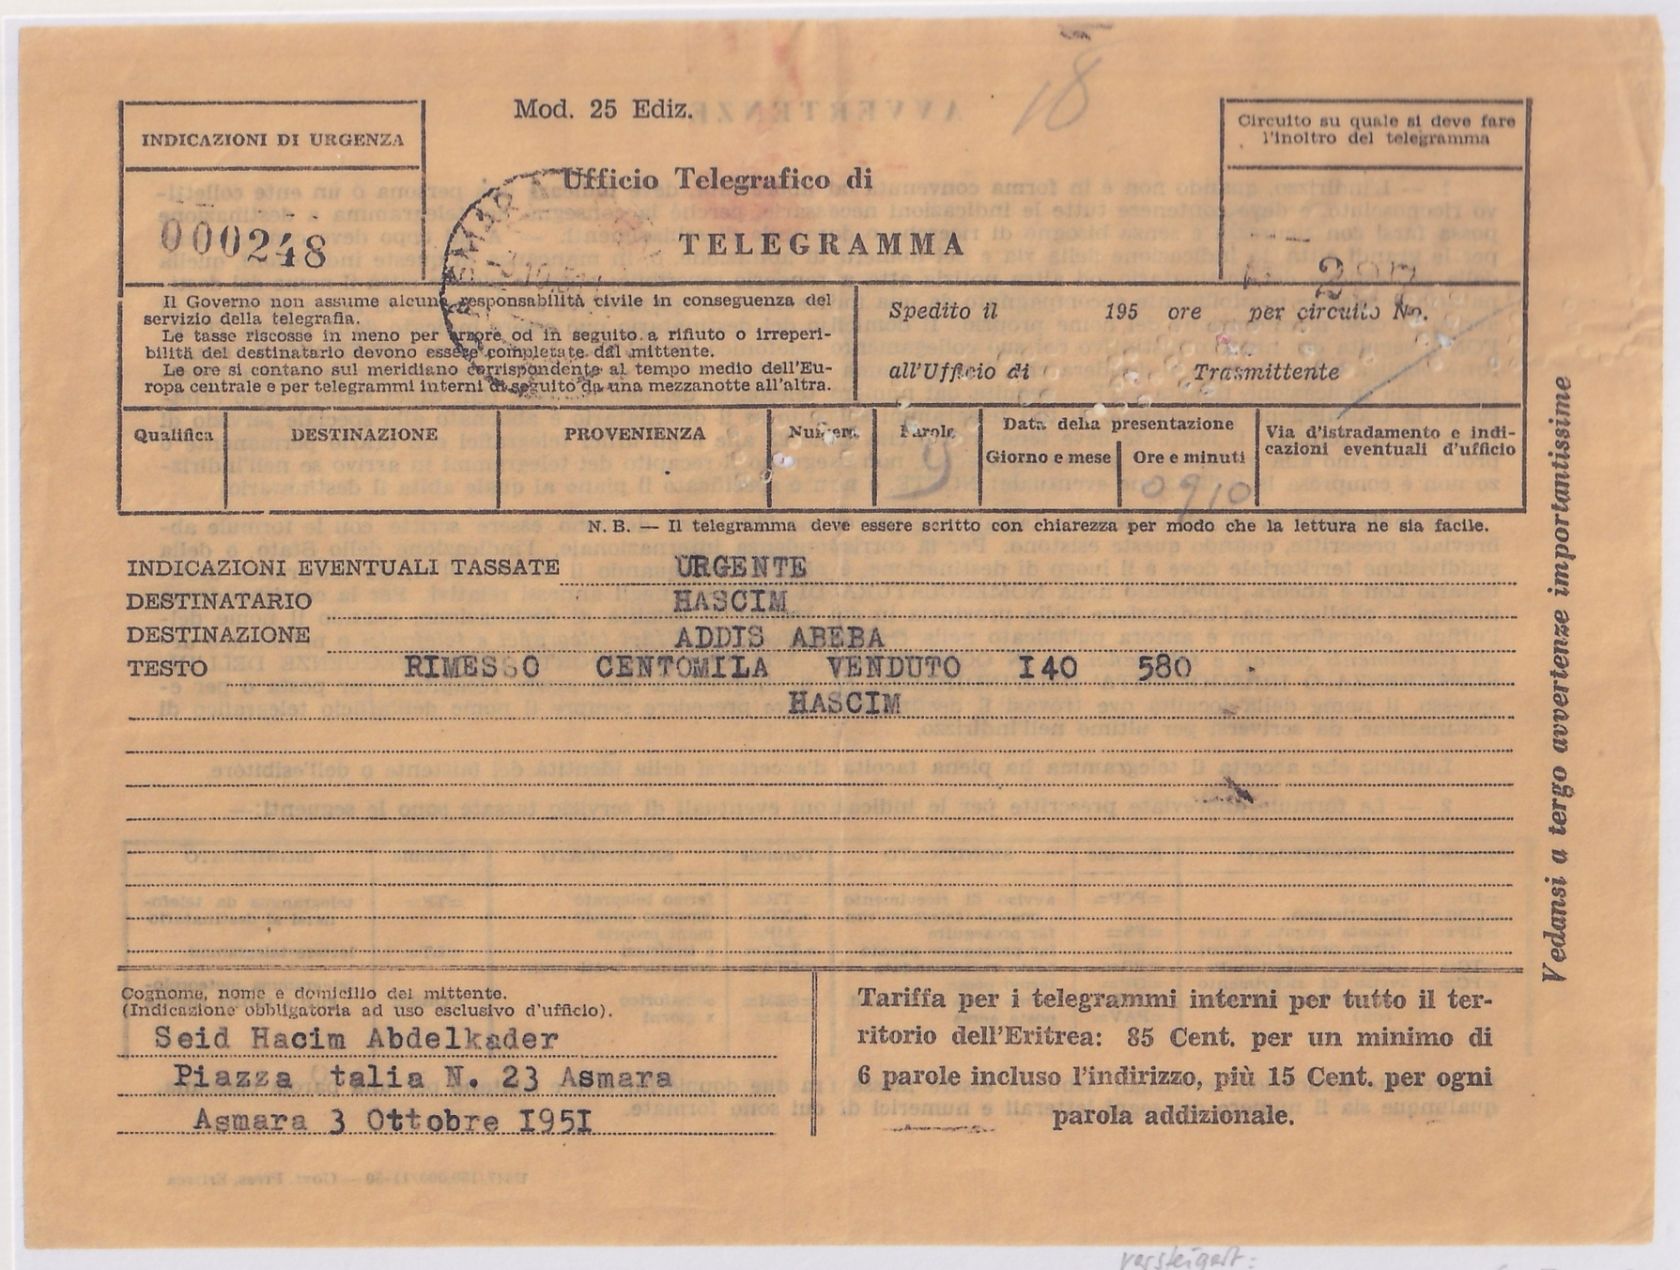 18
Mod. 25 Ediz.
INDICAZIONI DI URGENZA
000248
Ufficio Telegrafico di
TELEGRAMMA
Circuito su quale si deve fare
l'inoltro del telegramma
Il Governo non assume alcuna responsabilità civile in conseguenza del
servizio della telegrafia.
Le tasse riscosse in meno per errore od in seguito a rifiuto o irreperi-
bilità del destinatario devono essere completate dal mittente.
Le ore si contano sul meridiano corrispondente al tempo medio dell'Eu-
ropa centrale e per telegrammi interni di seguito da una mezzanotte all'altra.
Spedito il 195 ore per circuito No.
all'Ufficio di Trasmittente
Qualifica
DESTINAZIONE
PROVENIENZA
Numero
Parole
9
Data della presentazione
Giorno e mese
Ore e minuti
0910
Via d'istradamento e indi-
cazioni eventuali d'ufficio
N. B. — Il telegramma deve essere scritto con chiarezza per modo che la lettura ne sia facile.
INDICAZIONI EVENTUALI TASSATE URGENTE
DESTINATARIO HASCIM
DESTINAZIONE ADDIS ABEBA
TESTO RIMESSO CENTOMILA VENDUTO I40 580
HASCIM
Vedansi a tergo avvertenze importantissime
Cognome, nome e domicilio del mittente.
(Indicazione obbligatoria ad uso esclusivo d'ufficio).
Seid Hacim Abdelkader
Piazza talia N. 23 Asmara
Asmara 3 Ottobre I95I
Tariffa per i telegrammi interni per tutto il ter-
ritorio dell'Eritrea: 85 Cent. per un minimo di
6 parole incluso l'indirizzo, più 15 Cent. per ogni
parola addizionale.
versteigert: